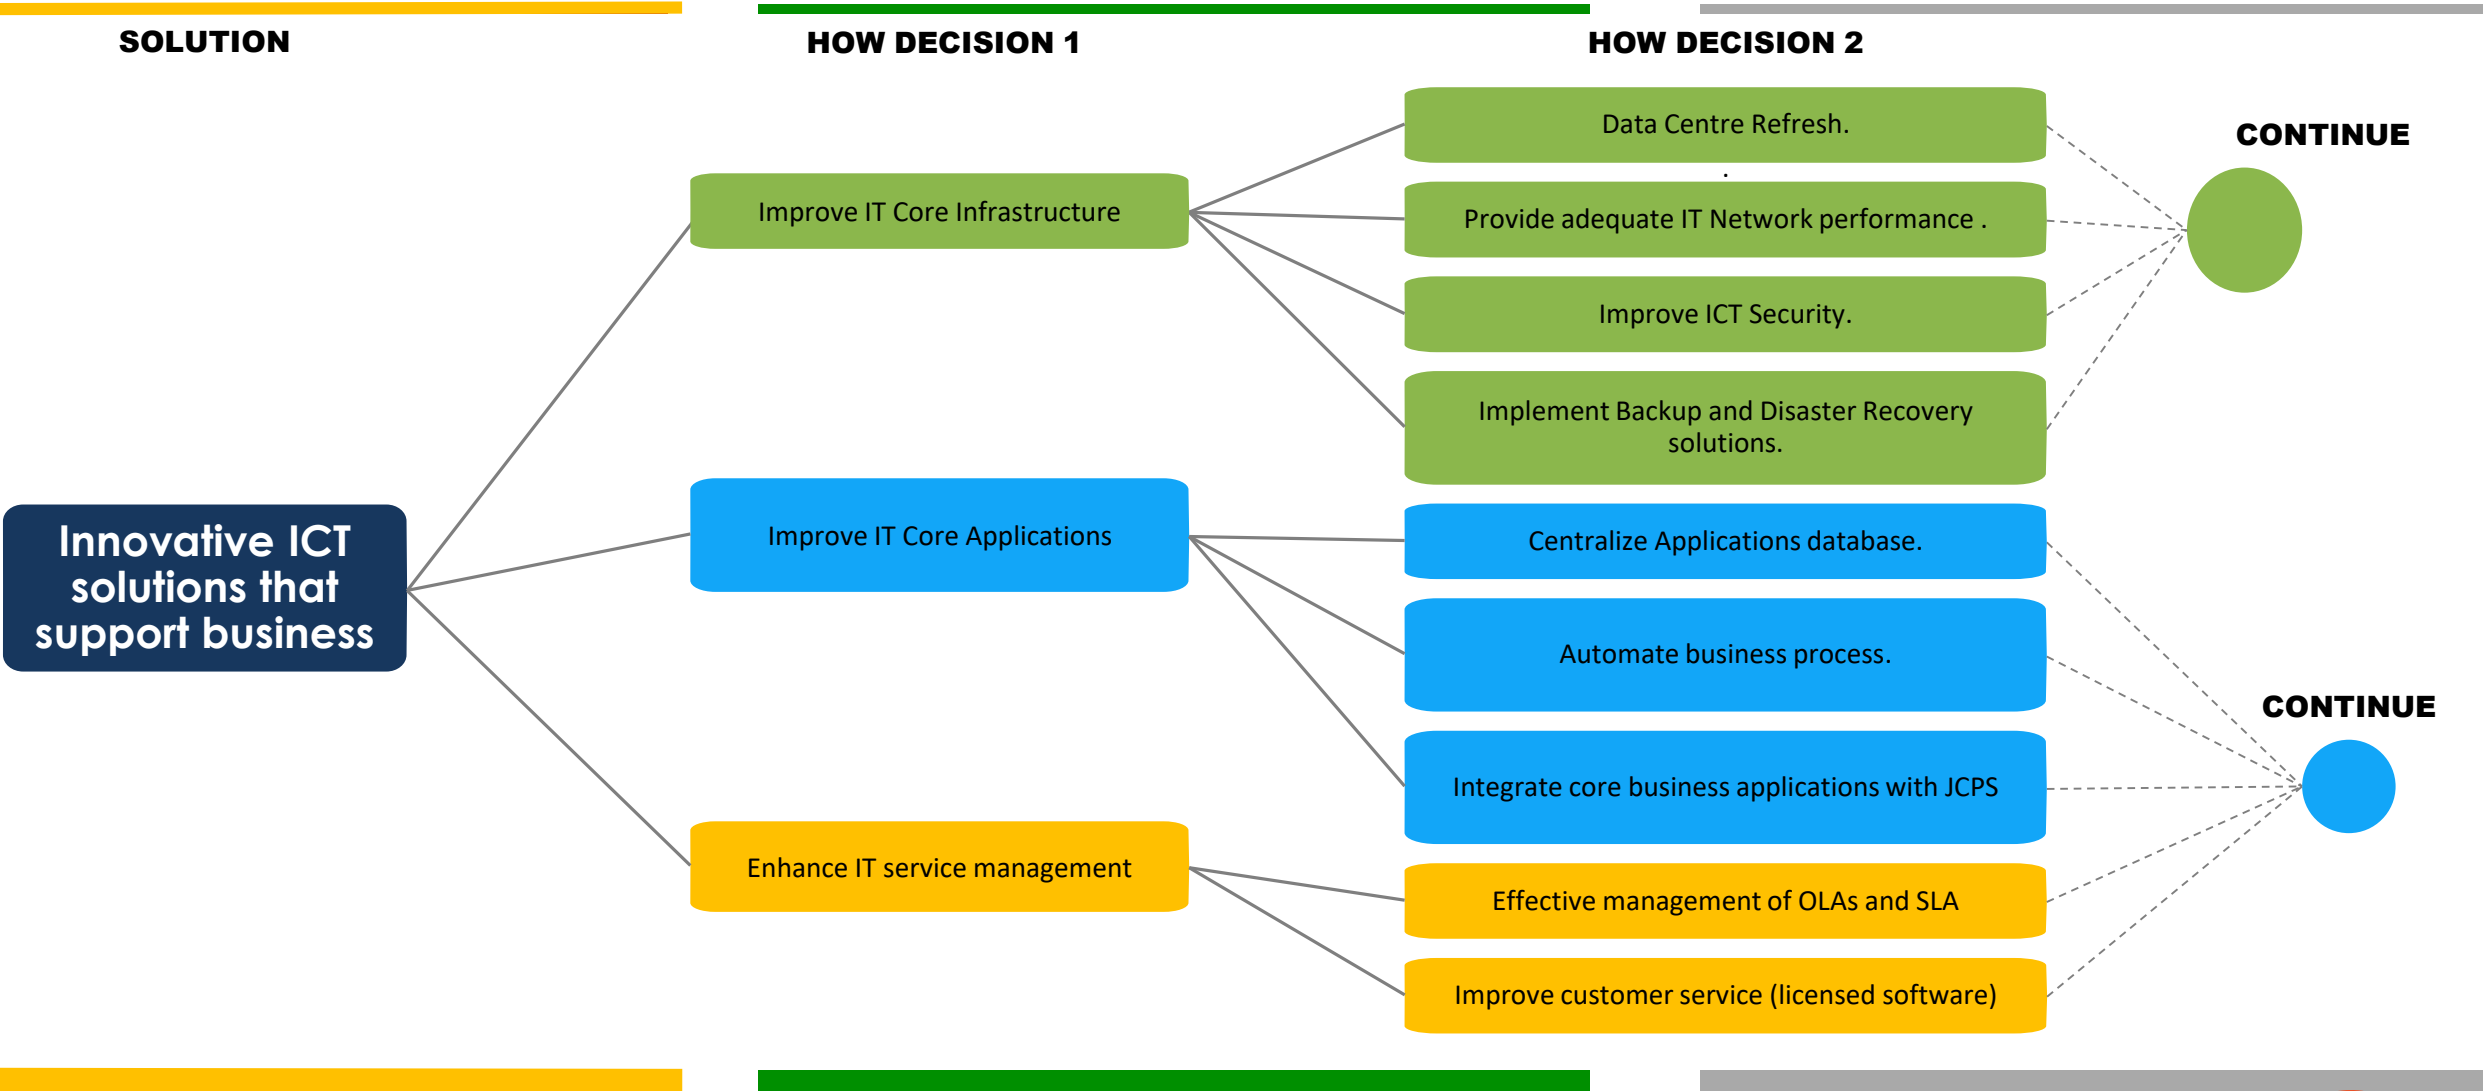 SOLUTION
HOW DECISION 1
HOW DECISION 2
Data Centre Refresh.
.
CONTINUE
Improve IT Core Infrastructure
Provide adequate IT Network performance .
Improve ICT Security.
Implement Backup and Disaster Recovery
solutions.
Innovative ICT
solutions that
support business
Improve IT Core Applications
Centralize Applications database.
Automate business process.
CONTINUE
Integrate core business applications with JCPS
Enhance IT service management
Effective management of OLAs and SLA
Improve customer service (licensed software)